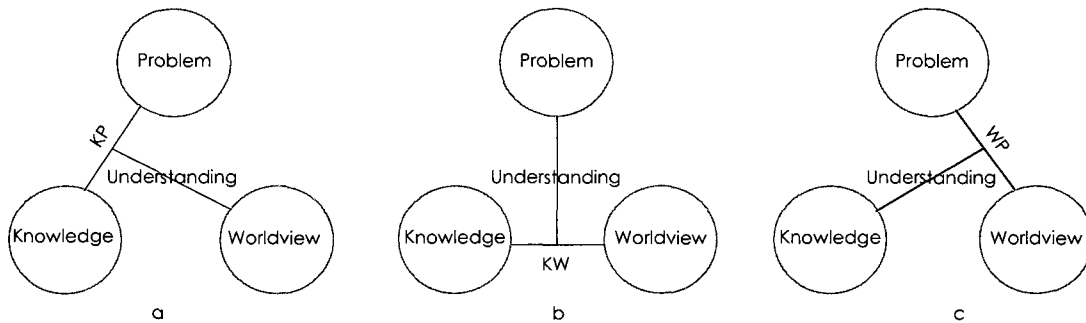 Problem
KP
Understanding
Knowledge
Worldview
a
Problem
Understanding
Knowledge
Worldview
KW
b
Problem
WP
Understanding
Knowledge
Worldview
c